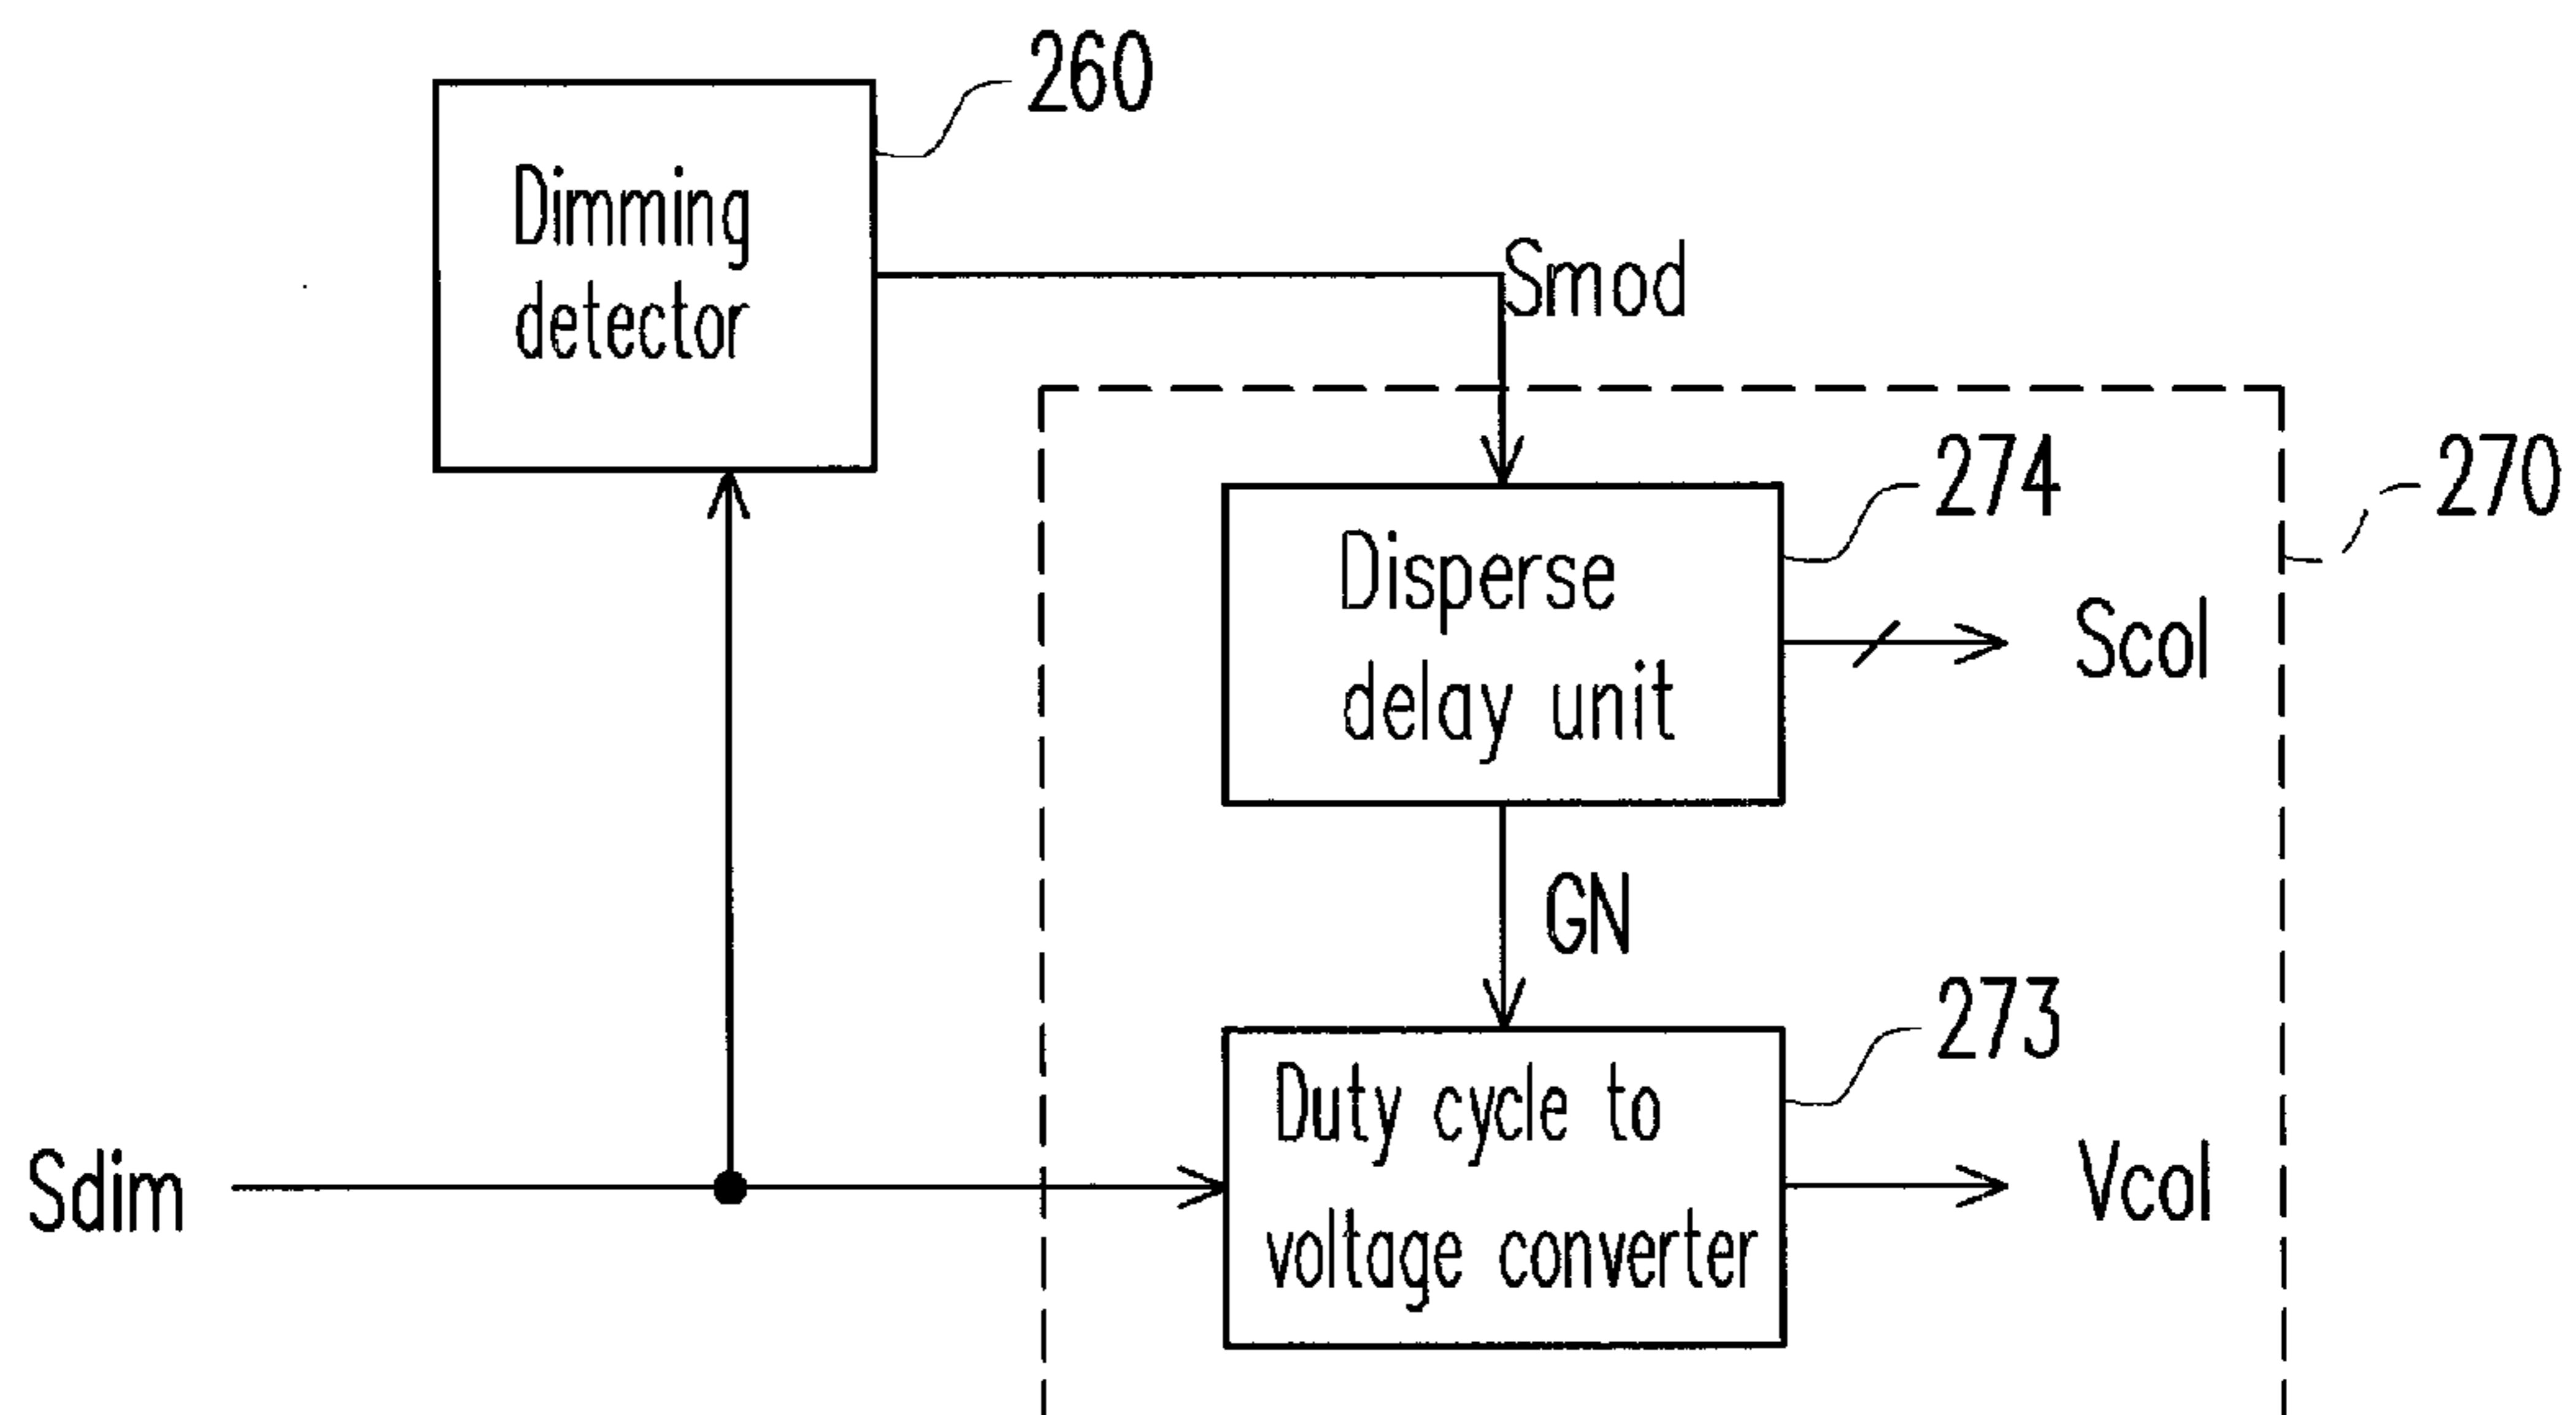 260
Dimming
detector
Smod
274
270
Disperse
delay unit
Scol
GN
273
Duty cycle to
voltage converter
Sdim
Vcol